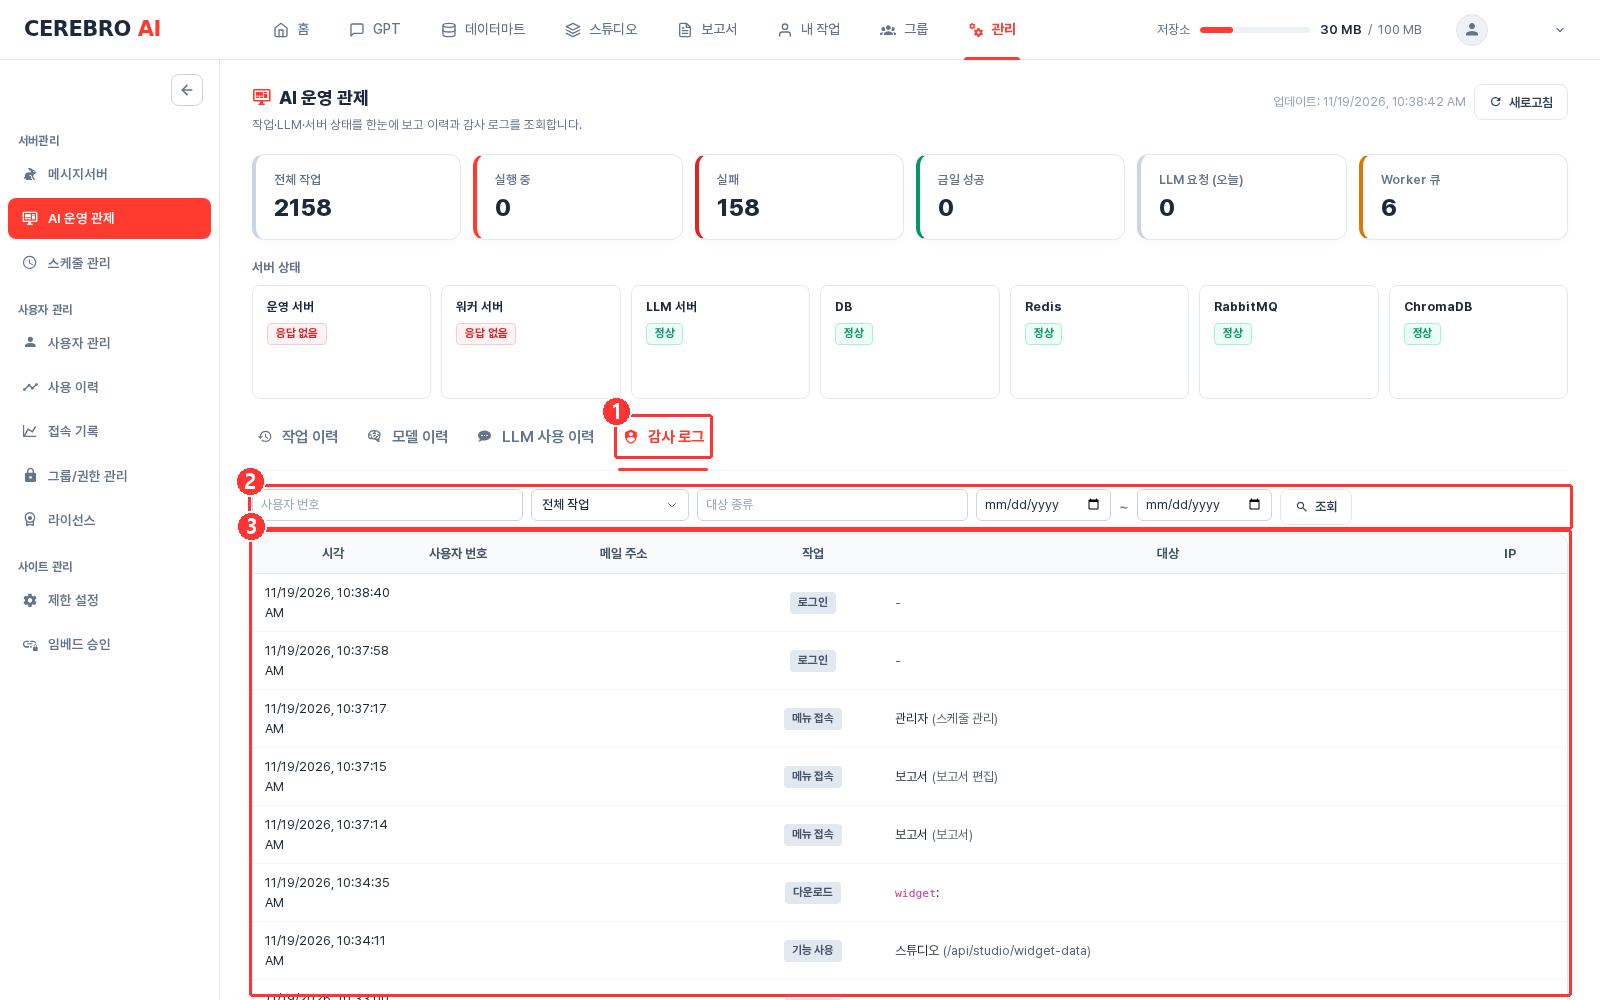 CEREBRO AI
홈
GPT
데이터마트
스튜디오
보고서
내 작업
그룹
관리
저장소
30 MB / 100 MB
서버관리
메시지서버
AI 운영 관제
스케줄 관리
사용자 관리
사용자 관리
사용 이력
접속 기록
그룹/권한 관리
라이선스
사이트 관리
제한 설정
임베드 승인
AI 운영 관제
작업·LLM·서버 상태를 한눈에 보고 이력과 감사 로그를 조회합니다.
업데이트: 11/19/2026, 10:38:42 AM
새로고침
전체 작업
2158
실행 중
0
실패
158
금일 성공
0
LLM 요청 (오늘)
0
Worker 큐
6
서버 상태
운영 서버
응답 없음
워커 서버
응답 없음
LLM 서버
정상
DB
정상
Redis
정상
RabbitMQ
정상
ChromaDB
정상
1
작업 이력
모델 이력
LLM 사용 이력
감사 로그
2
사용자 번호
전체 작업
대상 종류
mm/dd/yyyy
~
mm/dd/yyyy
조회
3
시각 사용자 번호 메일 주소 작업 대상 IP
11/19/2026, 10:38:40 AM 로그인 -
11/19/2026, 10:37:58 AM 로그인 -
11/19/2026, 10:37:17 AM 메뉴 접속 관리자 (스케줄 관리)
11/19/2026, 10:37:15 AM 메뉴 접속 보고서 (보고서 편집)
11/19/2026, 10:37:14 AM 메뉴 접속 보고서 (보고서)
11/19/2026, 10:34:35 AM 다운로드 widget:
11/19/2026, 10:34:11 AM 기능 사용 스튜디오 (/api/studio/widget-data)